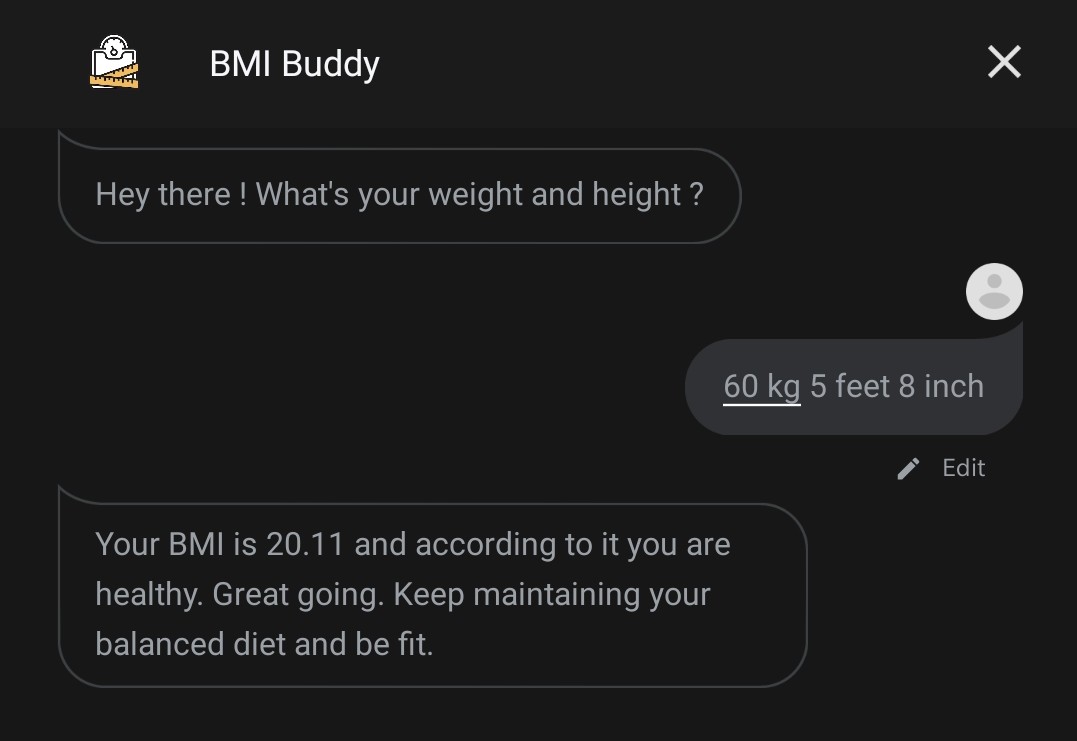 BMI Buddy
Hey there ! What's your weight and height ?
60 kg 5 feet 8 inch
Edit
Your BMI is 20.11 and according to it you are
healthy. Great going. Keep maintaining your
balanced diet and be fit.